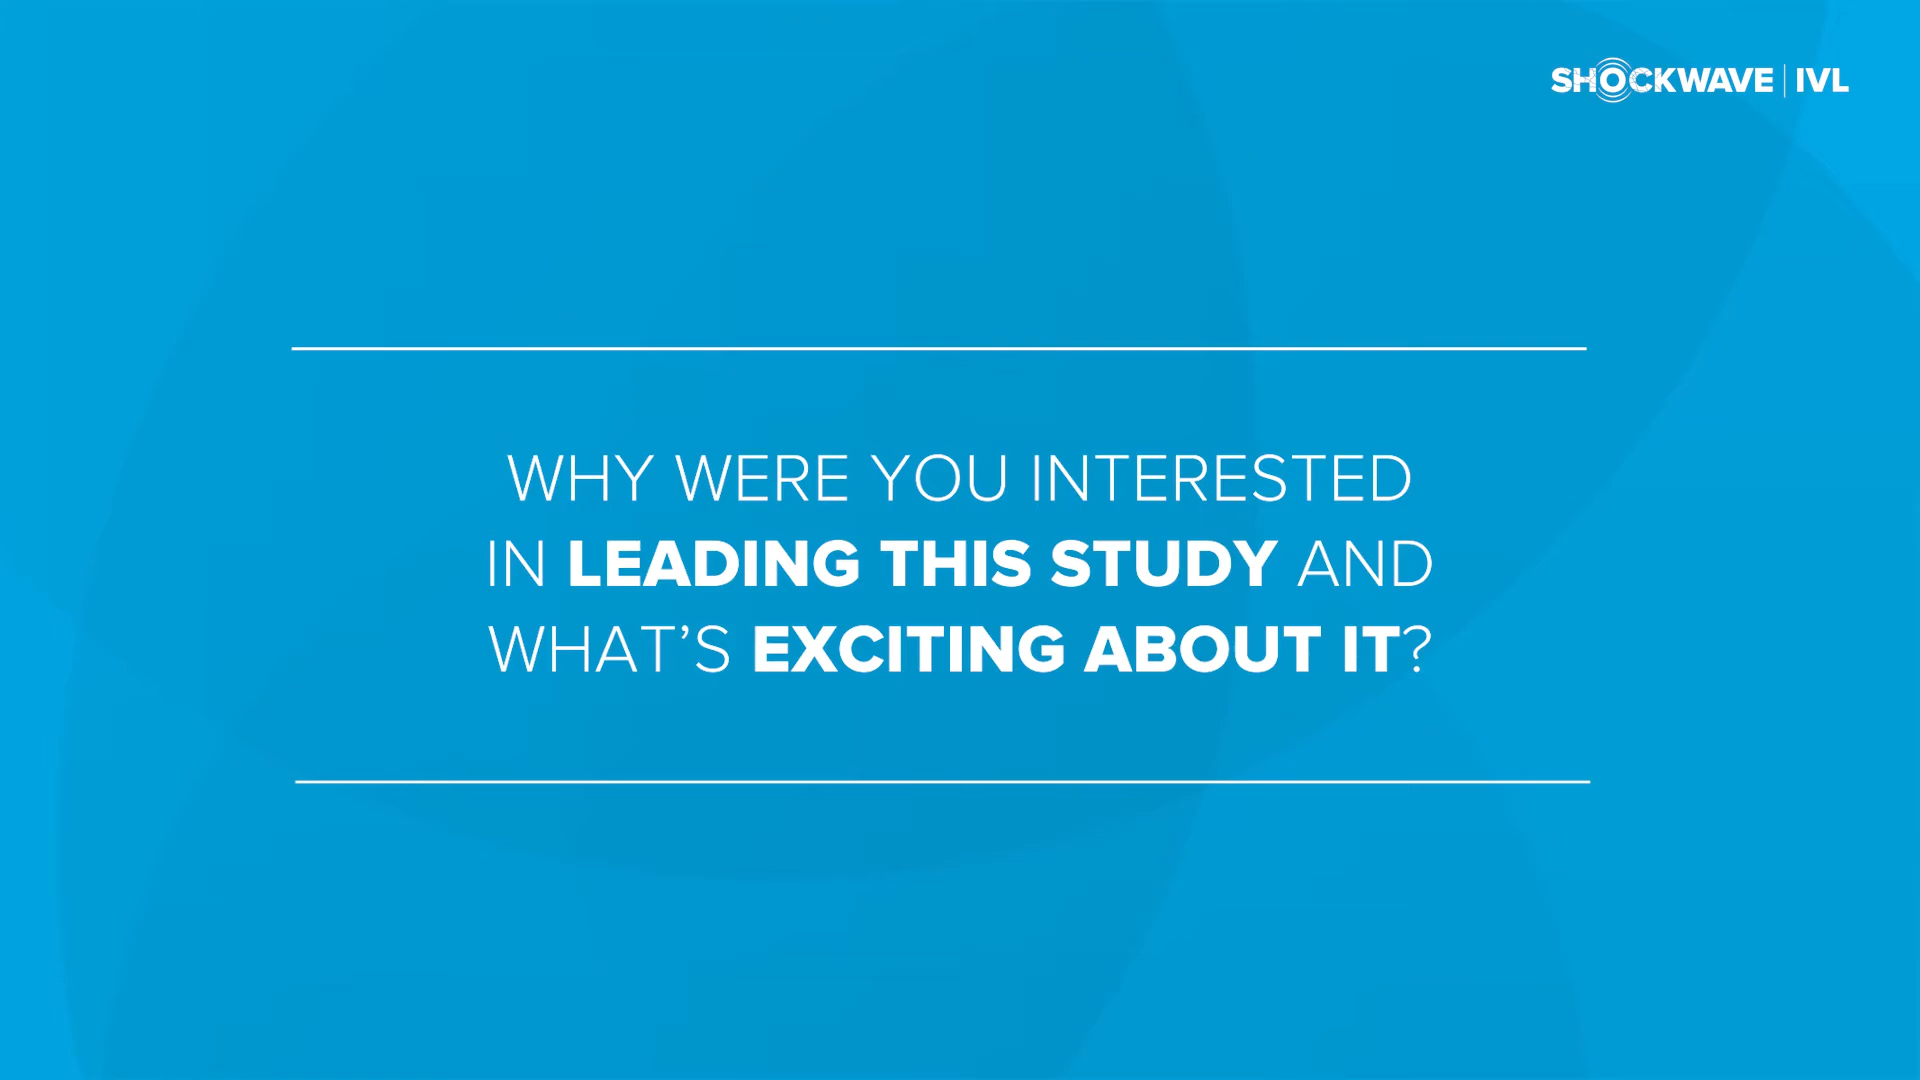 SHOCKWAVE | IVL
WHY WERE YOU INTERESTED
IN LEADING THIS STUDY AND
WHAT’S EXCITING ABOUT IT?